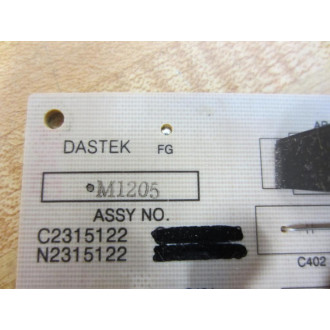 DASTEK FG
•M1205
ASSY NO.
C2315122
N2315122
C402